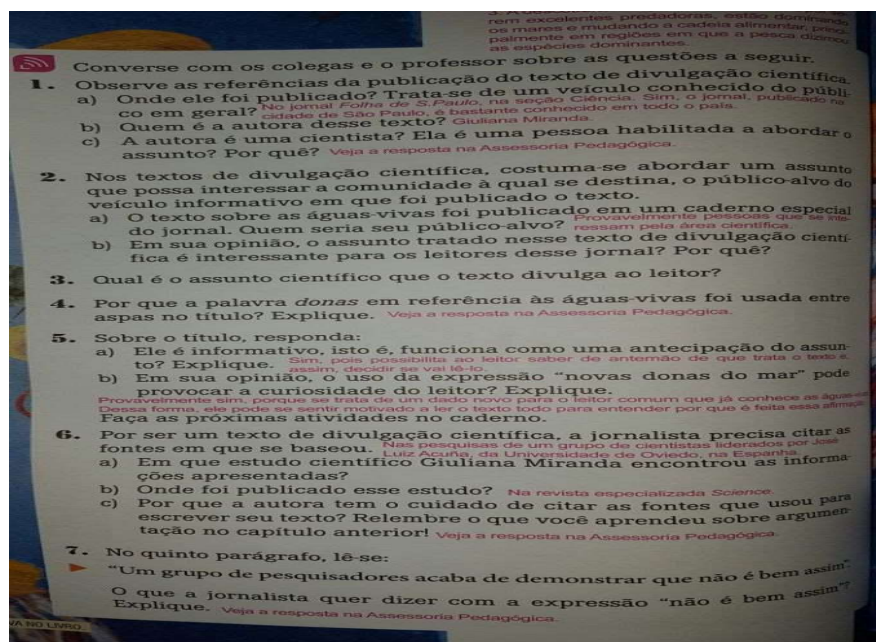 rem excelentes predadoras, estão dominando
os mares e mudando a cadeia alimentar, princi-
palmente em regiões em que a pesca dizimou
as espécies dominantes.
Converse com os colegas e o professor sobre as questões a seguir.
1. Observe as referências da publicação do texto de divulgação científica.
a) Onde ele foi publicado? Trata-se de um veículo conhecido do públi-
co em geral? No jornal Folha de S.Paulo, na seção Ciência. Sim, o jornal, publicado na
cidade de São Paulo, é bastante conhecido em todo o país.
b) Quem é a autora desse texto? Giuliana Miranda.
c) A autora é uma cientista? Ela é uma pessoa habilitada a abordar o
assunto? Por quê? Veja a resposta na Assessoria Pedagógica.
2. Nos textos de divulgação científica, costuma-se abordar um assunto
que possa interessar a comunidade à qual se destina, o público-alvo do
veículo informativo em que foi publicado o texto.
a) O texto sobre as águas-vivas foi publicado em um caderno especial
do jornal. Quem seria seu público-alvo? Provavelmente pessoas que se inte-
ressam pela área científica.
b) Em sua opinião, o assunto tratado nesse texto de divulgação cientí-
fica é interessante para os leitores desse jornal? Por quê?
3. Qual é o assunto científico que o texto divulga ao leitor?
4. Por que a palavra donas em referência às águas-vivas foi usada entre
aspas no título? Explique. Veja a resposta na Assessoria Pedagógica.
5. Sobre o título, responda:
a) Ele é informativo, isto é, funciona como uma antecipação do assun-
to? Explique. Sim, pois possibilita ao leitor saber de antemão de que trata o texto e,
assim, decidir se vai lê-lo.
b) Em sua opinião, o uso da expressão “novas donas do mar” pode
provocar a curiosidade do leitor? Explique.
Provavelmente sim, porque se trata de um dado novo para o leitor comum que já conhece as
Dessa forma, ele pode se sentir motivado a ler o texto todo para entender por que é feita essa
Faça as próximas atividades no caderno.
6. Por ser um texto de divulgação científica, a jornalista precisa citar as
fontes em que se baseou. Nas pesquisas de um grupo de cientistas liderados por José
Luiz Acuña, da Universidade de Oviedo, na Espanha.
a) Em que estudo científico Giuliana Miranda encontrou as informa-
ções apresentadas?
b) Onde foi publicado esse estudo? Na revista especializada Science.
c) Por que a autora tem o cuidado de citar as fontes que usou para
escrever seu texto? Relembre o que você aprendeu sobre argumen-
tação no capítulo anterior! Veja a resposta na Assessoria Pedagógica.
7. No quinto parágrafo, lê-se:
“Um grupo de pesquisadores acaba de demonstrar que não é bem assim”.
O que a jornalista quer dizer com a expressão “não é bem assim”?
Explique. Veja a resposta na Assessoria Pedagógica.
VA NO LIVRO